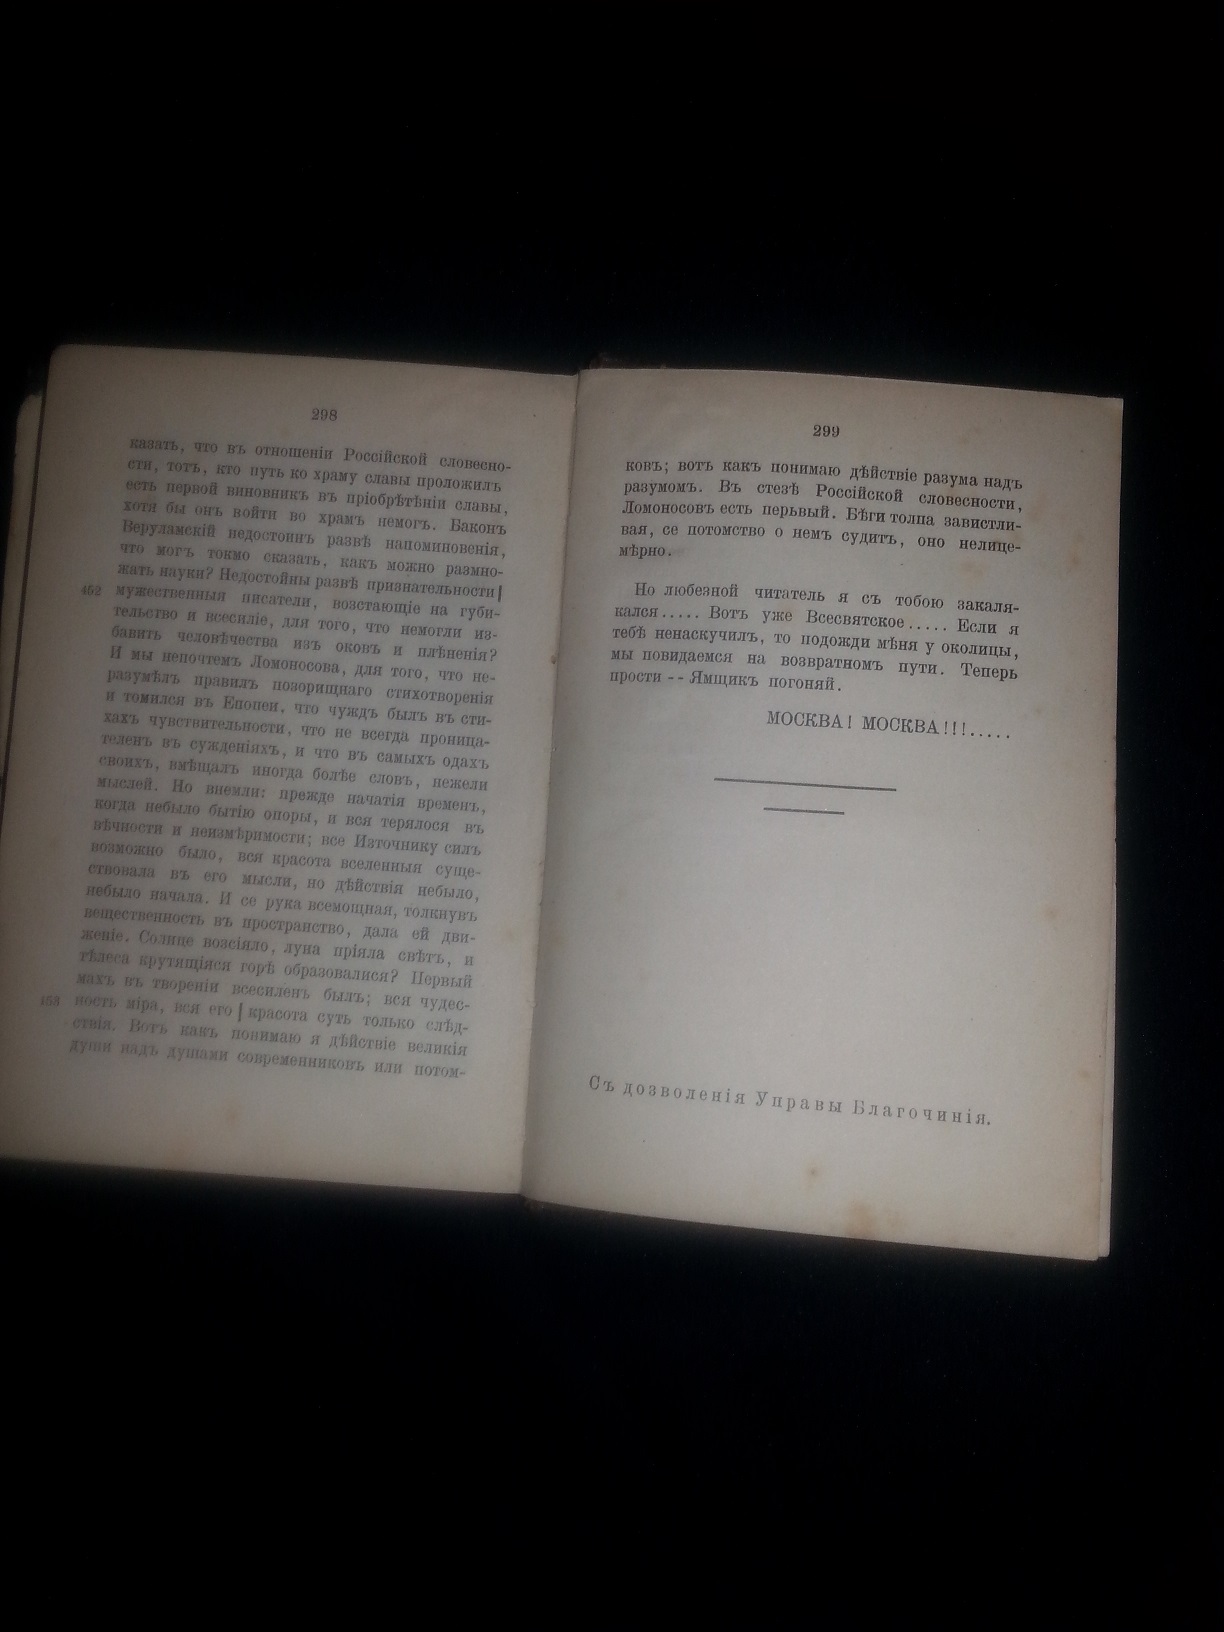 298
казать, что въ отношеніи Россійской словесно-
сти, тотъ, кто путь ко храму славы проложилъ
есть первой виновникъ въ пріобрѣтѣніи славы,
хотя бы онъ войти во храмъ немогъ. Баконъ
Веруламскій недостоинъ развѣ напоминовенія,
что могъ токмо сказать, какъ можно размно-
жать науки? Недостойны развѣ признательности|
452 мужественныя писатели, возстающіе на губи-
тельство и всесиліе, для того, что немогли из-
бавить человѣчества изъ оковъ и плѣненія?
И мы непочтемъ Ломоносова, для того, что не-
разумѣлъ правилъ позорищнаго стихотворенія
и томился въ Епопеи, что чуждъ былъ въ сти-
хахъ чувствительности, что не всегда проница-
теленъ въ сужденіяхъ, и что въ самыхъ одахъ
своихъ, вмѣщалъ иногда болѣе словъ, нежели
мыслей. Но внемли: прежде начатія временъ,
когда небыло бытію опоры, и вся терялося въ
вѣчности и неизмѣримости; все Източнику силъ
возможно было, вся красота вселенныя суще-
ствовала въ его мысли, но дѣйствія небыло,
небыло начала. И се рука всемощная, толкнувъ
вещественность въ пространство, дала ей дви-
женіе. Солнце возсіяло, луна пріяла свѣтъ, и
тѣлеса крутящіяся горѣ образовалися? Первый
махъ въ твореніи всесиленъ былъ; вся чудес-
453 ность міра, вся его | красота суть только слѣд-
ствія. Вотъ какъ понимаю я дѣйствіе великія
души надъ душами современниковъ или потом-
299
ковъ; вотъ какъ понимаю дѣйствіе разума надъ
разумомъ. Въ стезѣ Россійской словесности,
Ломоносовъ есть перьвый. Бѣги толпа завистли-
вая, се потомство о немъ судитъ, оно нелице-
мѣрно.
Но любезной читатель я съ тобою закаля-
кался..... Вотъ уже Всесвятское..... Если я
тебѣ ненаскучилъ, то подожди мѣня у околицы,
мы повидаемся на возвратномъ пути. Теперь
прости -- Ямщикъ погоняй.
МОСКВА! МОСКВА!!!.....
Съ дозволенія Управы Благочинія.